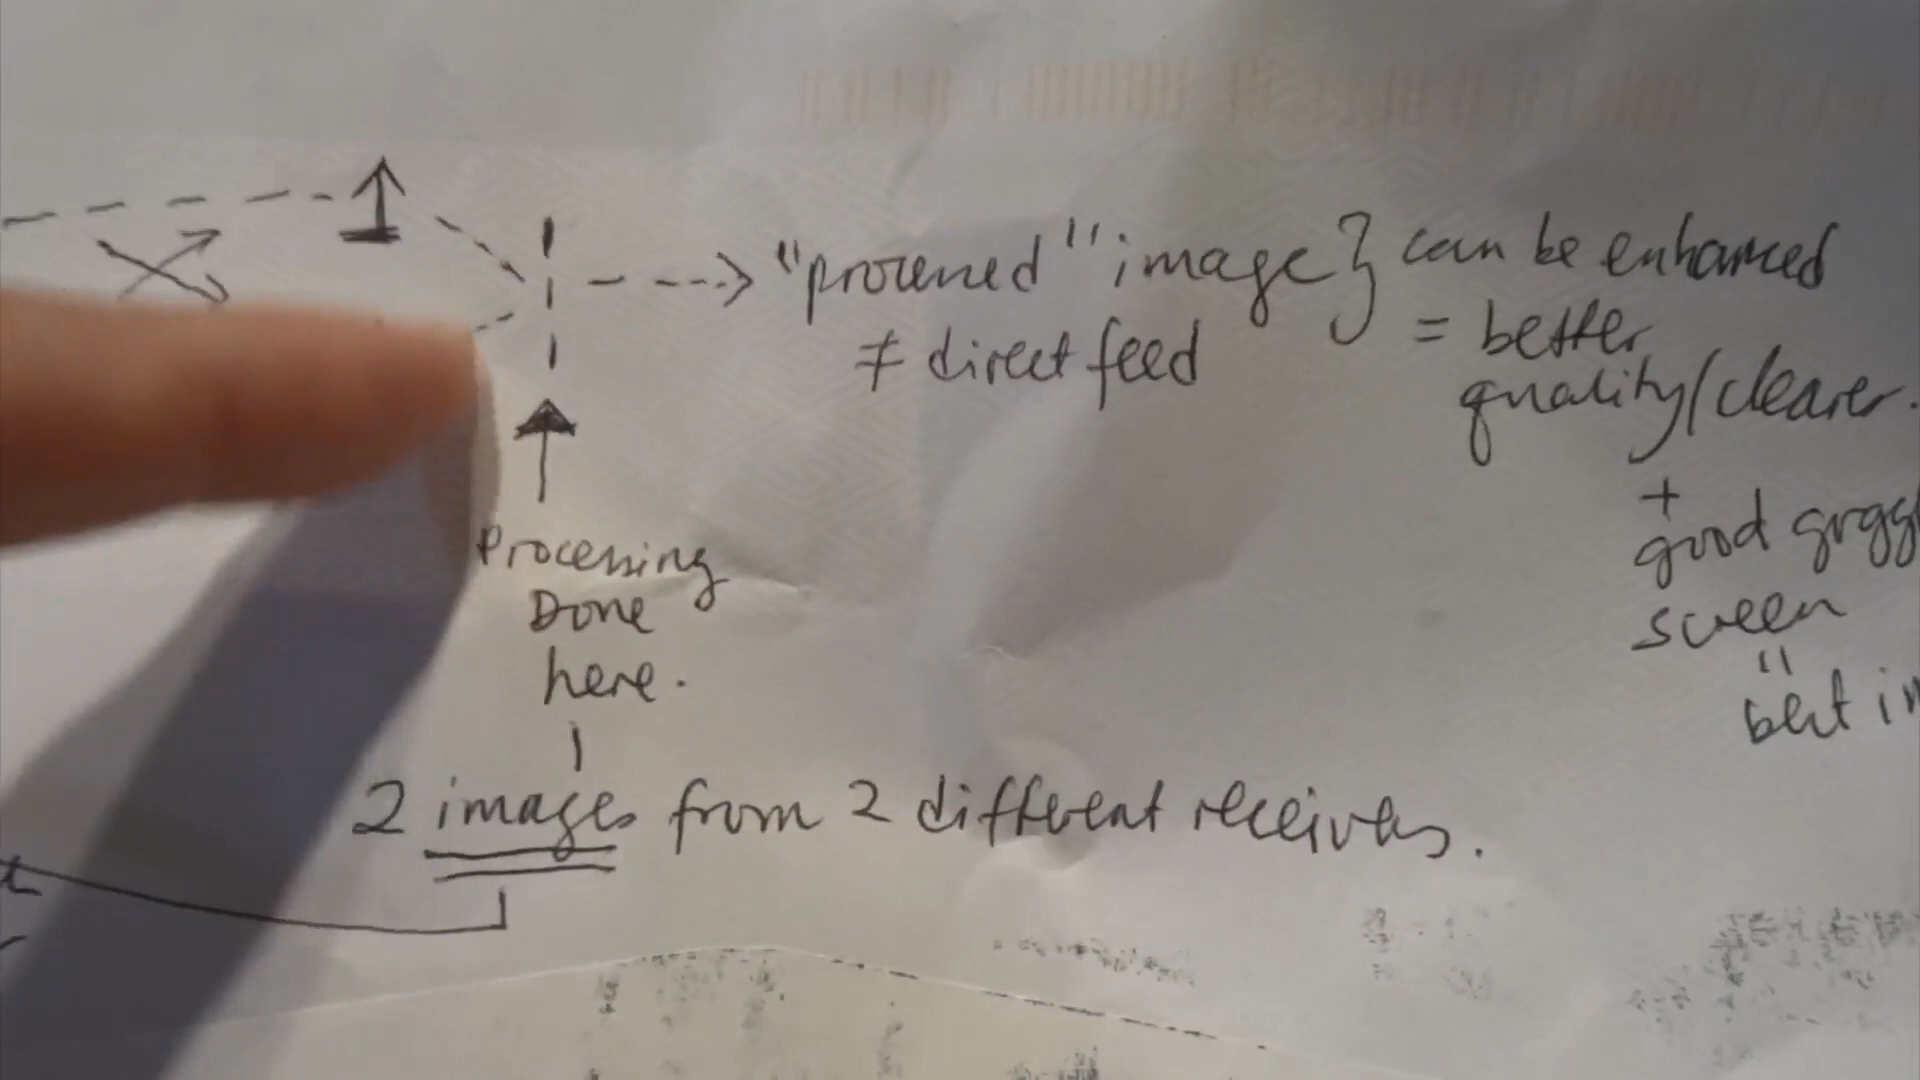 "processed" image} can be enhanced
≠ direct feed
= better
quality/clearer.
+
good
screen
"
best
Processing
Done
here.
2 images from 2 different receivers.